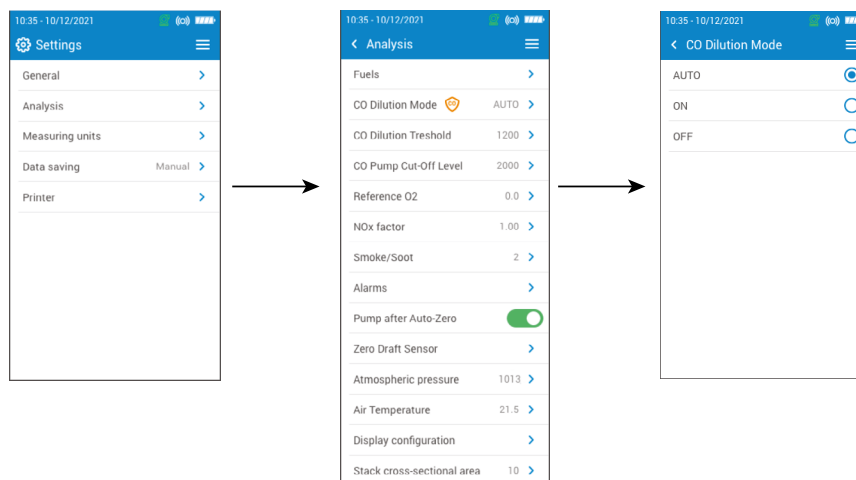 10:35 - 10/12/2021
Settings
General
Analysis
Measuring units
Data saving Manual
Printer
10:35 - 10/12/2021
Analysis
Fuels
CO Dilution Mode CO AUTO
CO Dilution Treshold 1200
CO Pump Cut-Off Level 2000
Reference O2 0.0
NOx factor 1.00
Smoke/Soot 2
Alarms
Pump after Auto-Zero
Zero Draft Sensor
Atmospheric pressure 1013
Air Temperature 21.5
Display configuration
Stack cross-sectional area 10
10:35 - 10/12/2021
CO Dilution Mode
AUTO
ON
OFF